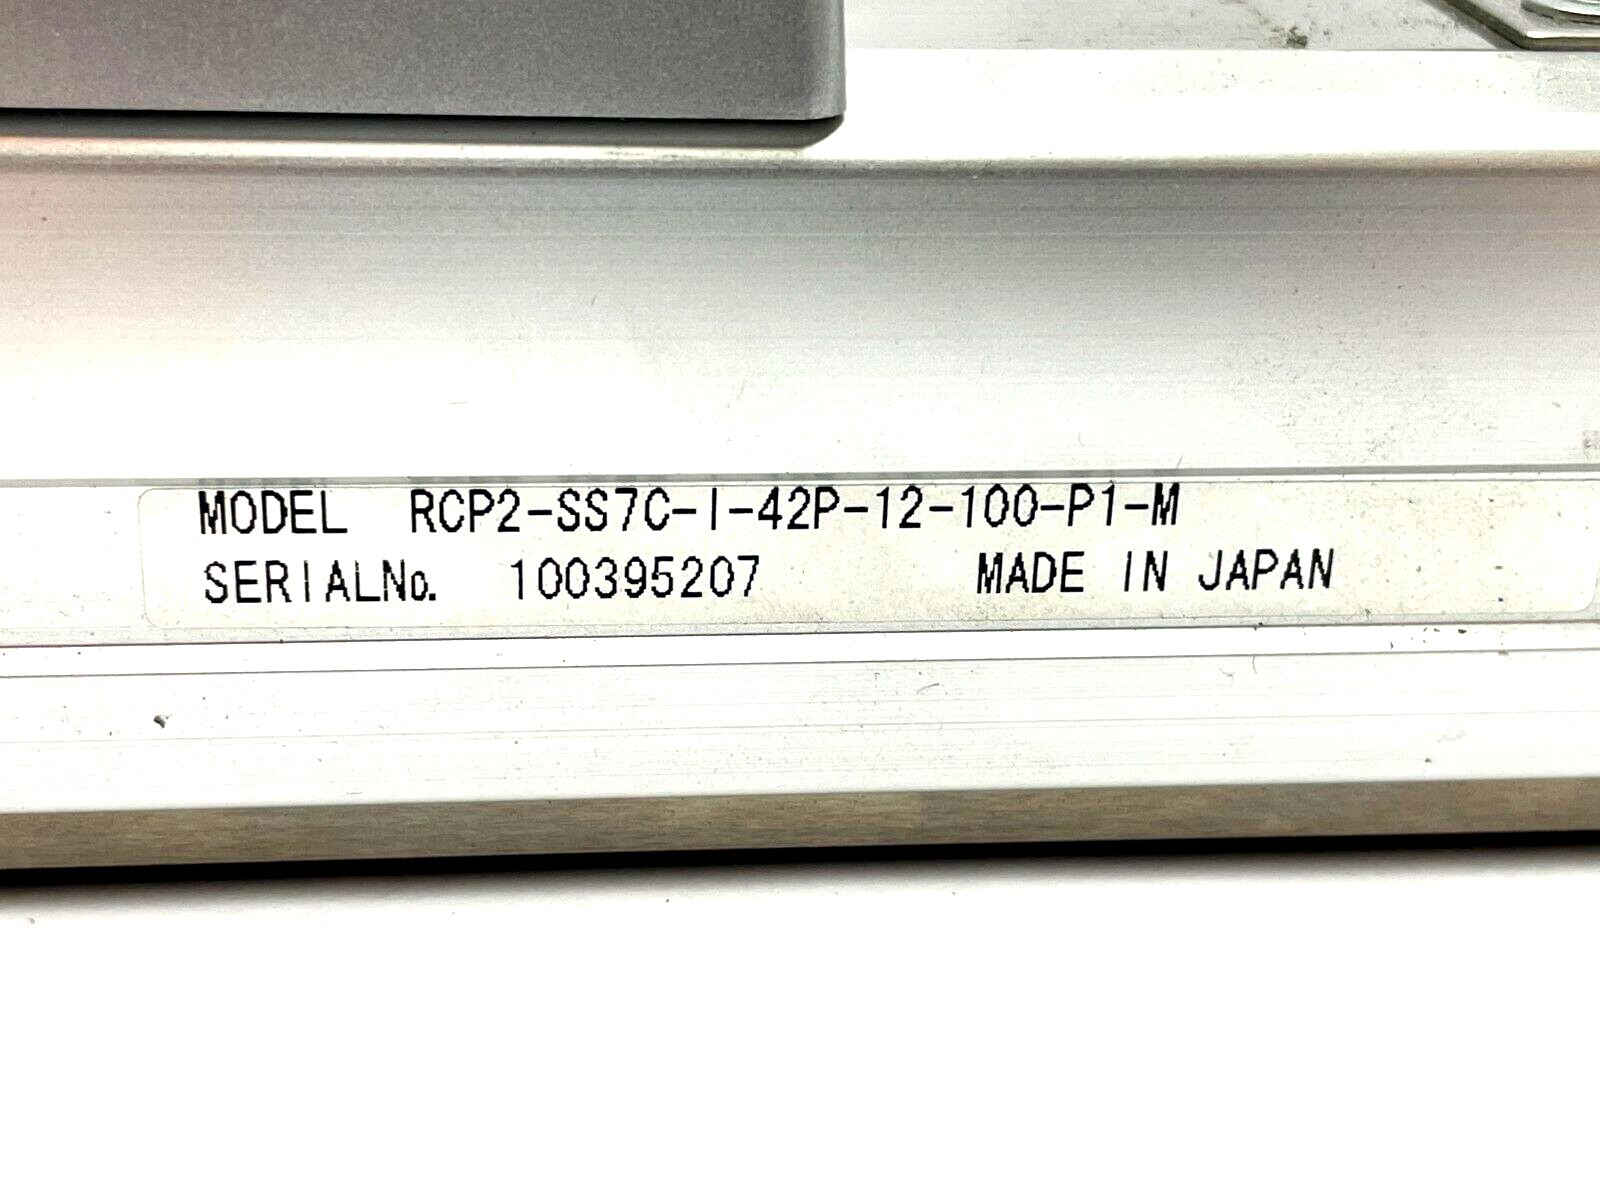 MODEL RCP2-SS7C-I-42P-12-100-P1-M
SERIALNo. 100395207 MADE IN JAPAN